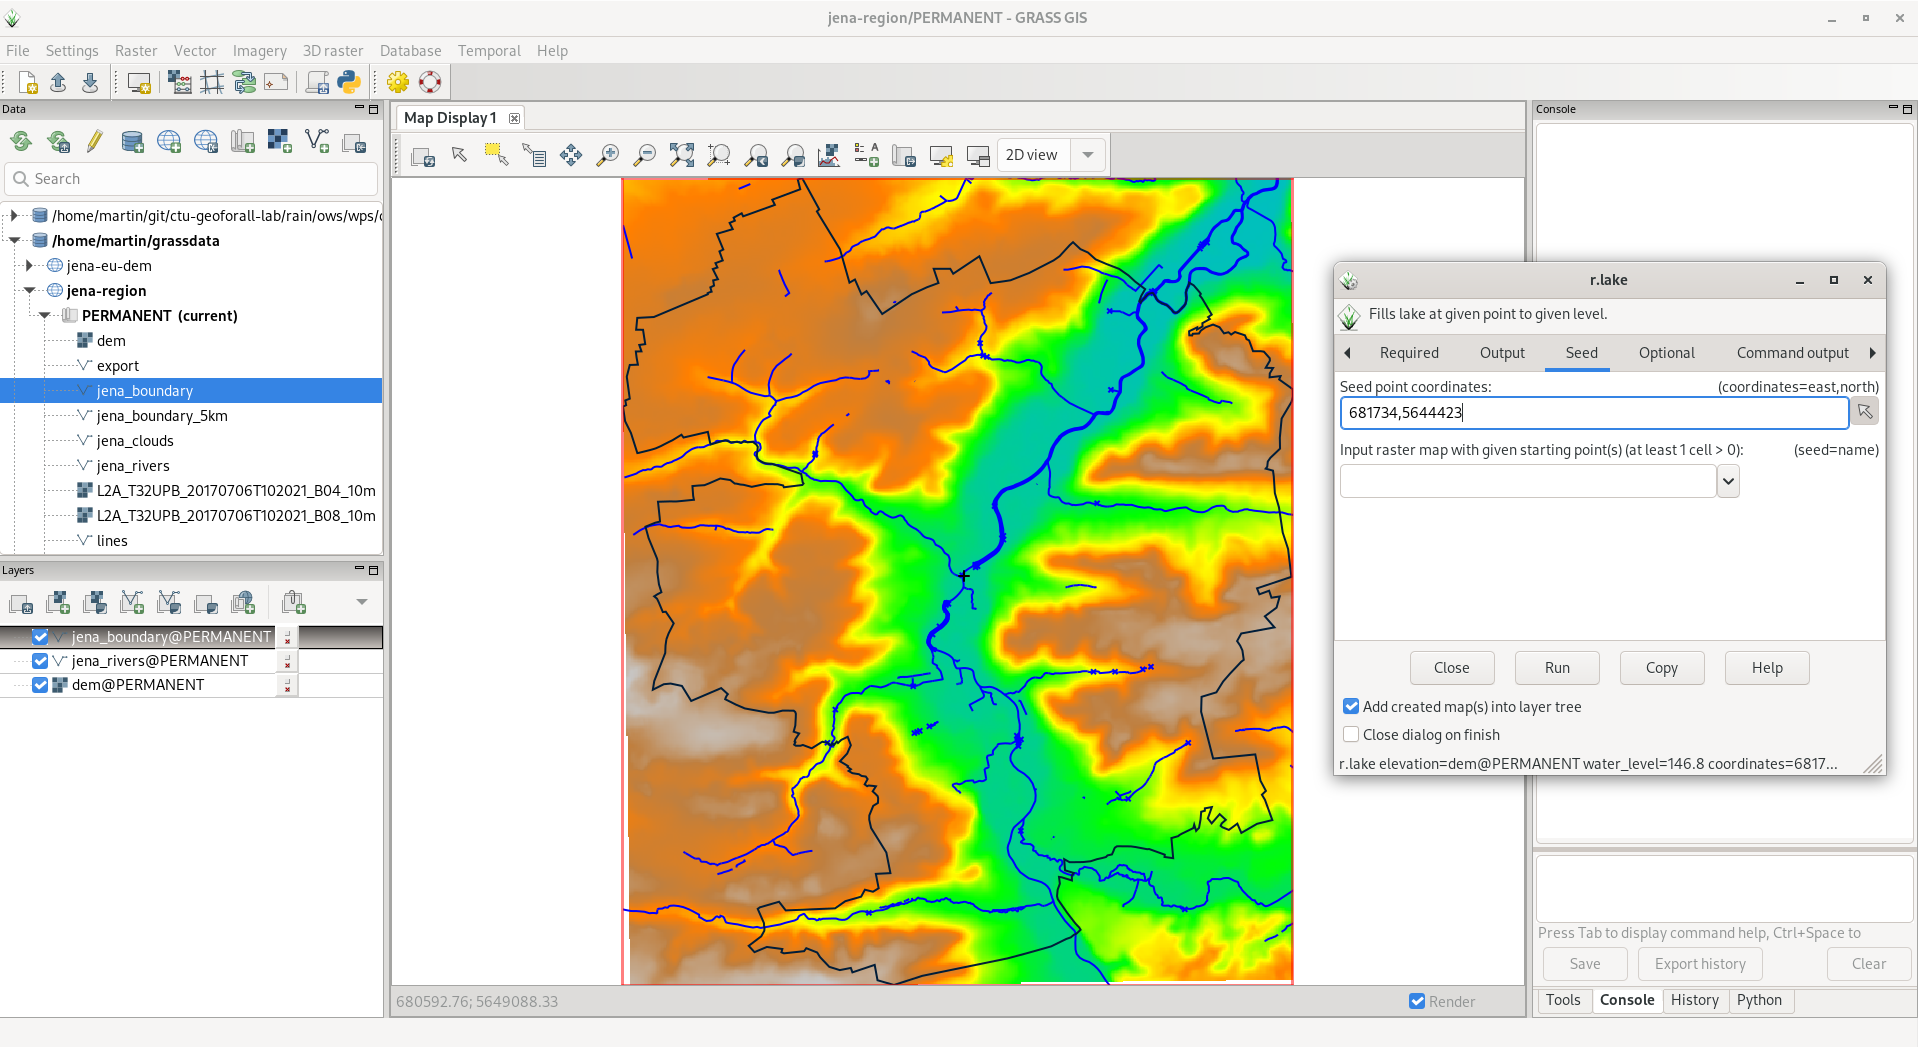 jena-region/PERMANENT - GRASS GIS
File Settings Raster Vector Imagery 3D raster Database Temporal Help
Data
Search
/home/martin/git/ctu-geoforall-lab/rain/ows/wps/
/home/martin/grassdata
jena-eu-dem
jena-region
PERMANENT (current)
dem
export
jena_boundary
jena_boundary_5km
jena_clouds
jena_rivers
L2A_T32UPB_20170706T102021_B04_10m
L2A_T32UPB_20170706T102021_B08_10m
lines
Layers
jena_boundary@PERMANENT
jena_rivers@PERMANENT
dem@PERMANENT
Map Display 1
2D view
680592.76; 5649088.33
Render
Console
r.lake
Fills lake at given point to given level.
Required Output Seed Optional Command output
Seed point coordinates: (coordinates=east,north)
681734,5644423
Input raster map with given starting point(s) (at least 1 cell > 0): (seed=name)
Close Run Copy Help
Add created map(s) into layer tree
Close dialog on finish
r.lake elevation=dem@PERMANENT water_level=146.8 coordinates=6817...
Press Tab to display command help, Ctrl+Space to
Save Export history Clear
Tools Console History Python